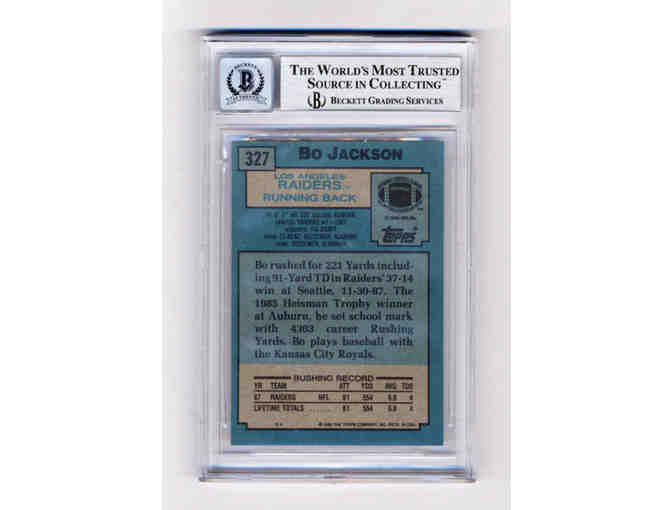 THE WORLD'S MOST TRUSTED
SOURCE IN COLLECTING
BECKETT GRADING SERVICES
327
BO JACKSON
LOS ANGELES
RAIDERS
RUNNING BACK
TOPPS
Bo rushed for 221 Yards includ-
ing 91-Yard TD in Raiders' 37-14
win at Seattle, 11-30-87. The
1985 Heisman Trophy winner
at Auburn, he set school mark
with 4303 career Rushing
Yards. Bo plays baseball with
the Kansas City Royals.
RUSHING RECORD
YR TEAM ATT YDS AVG TDS
87 RAIDERS NFL 81 554 6.8 4
LIFETIME TOTALS ...... 81 554 6.8 4